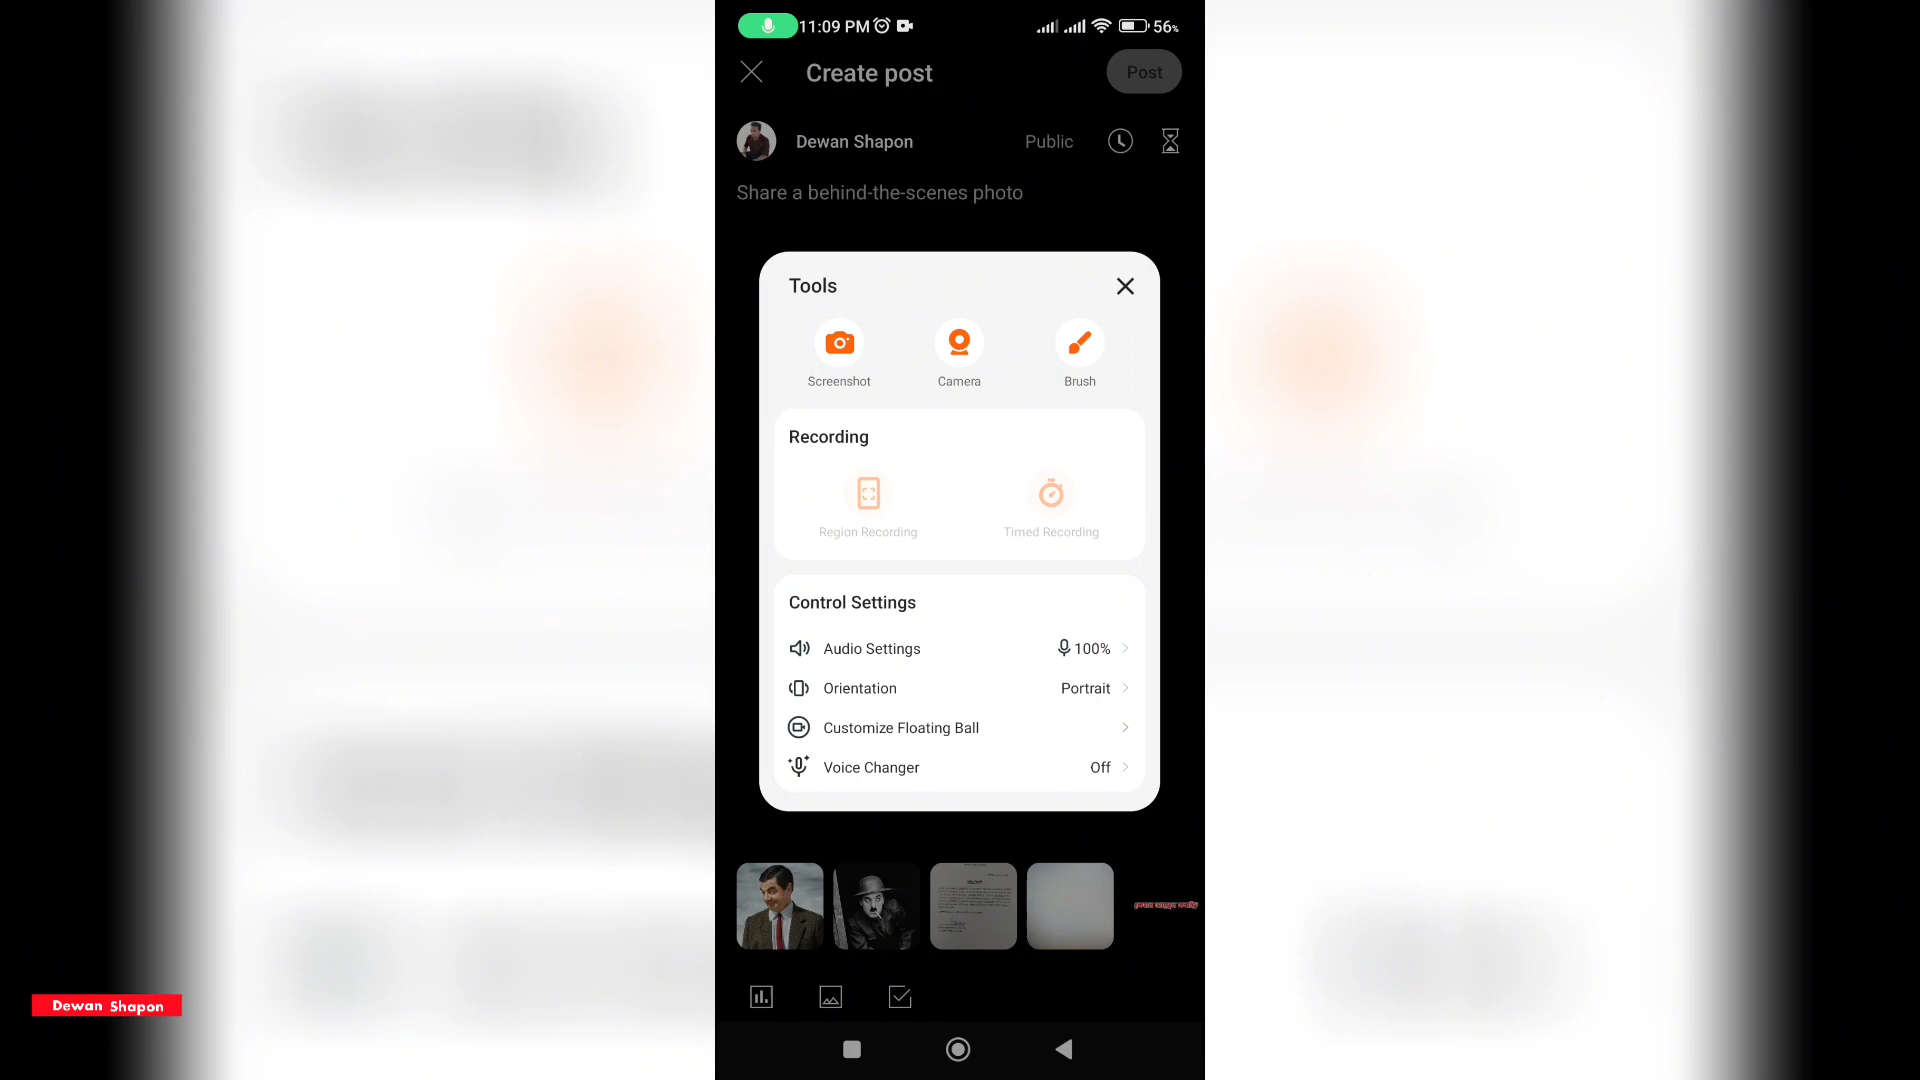 11:09 PM
56%
Create post
Post
Dewan Shapon
Public
Share a behind-the-scenes photo
Tools
Screenshot
Camera
Brush
Recording
Region Recording
Timed Recording
Control Settings
Audio Settings
100%
Orientation
Portrait
Customize Floating Ball
Voice Changer
Off
Dewan Shapon